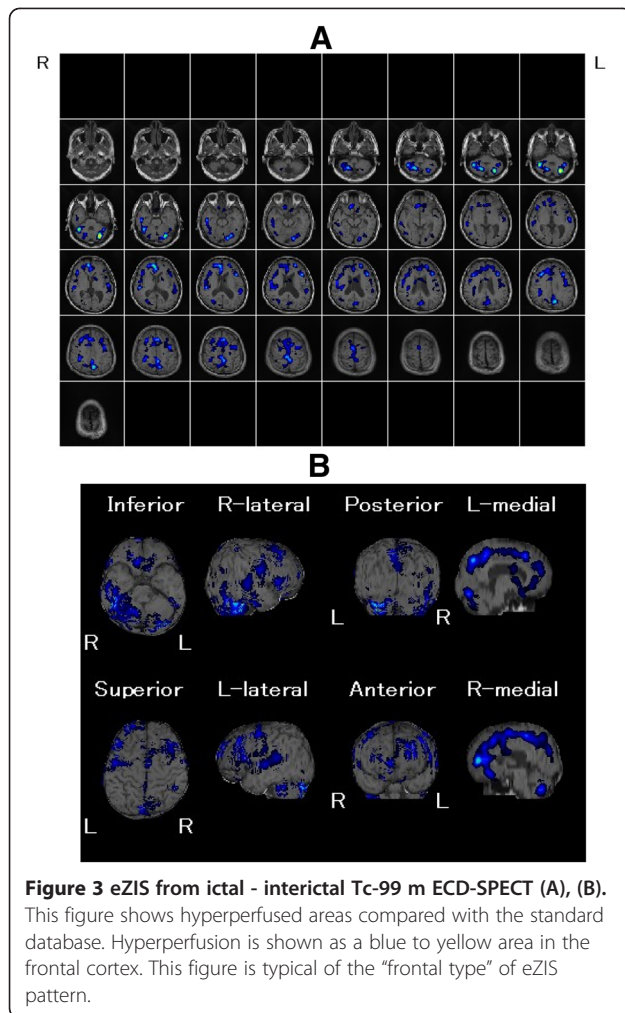 A
R L
B
Inferior R-lateral Posterior L-medial
R L L R
Superior L-lateral Anterior R-medial
L R R L
Figure 3 eZIS from ictal - interictal Tc-99 m ECD-SPECT (A), (B).
This figure shows hyperperfused areas compared with the standard
database. Hyperperfusion is shown as a blue to yellow area in the
frontal cortex. This figure is typical of the “frontal type” of eZIS
pattern.